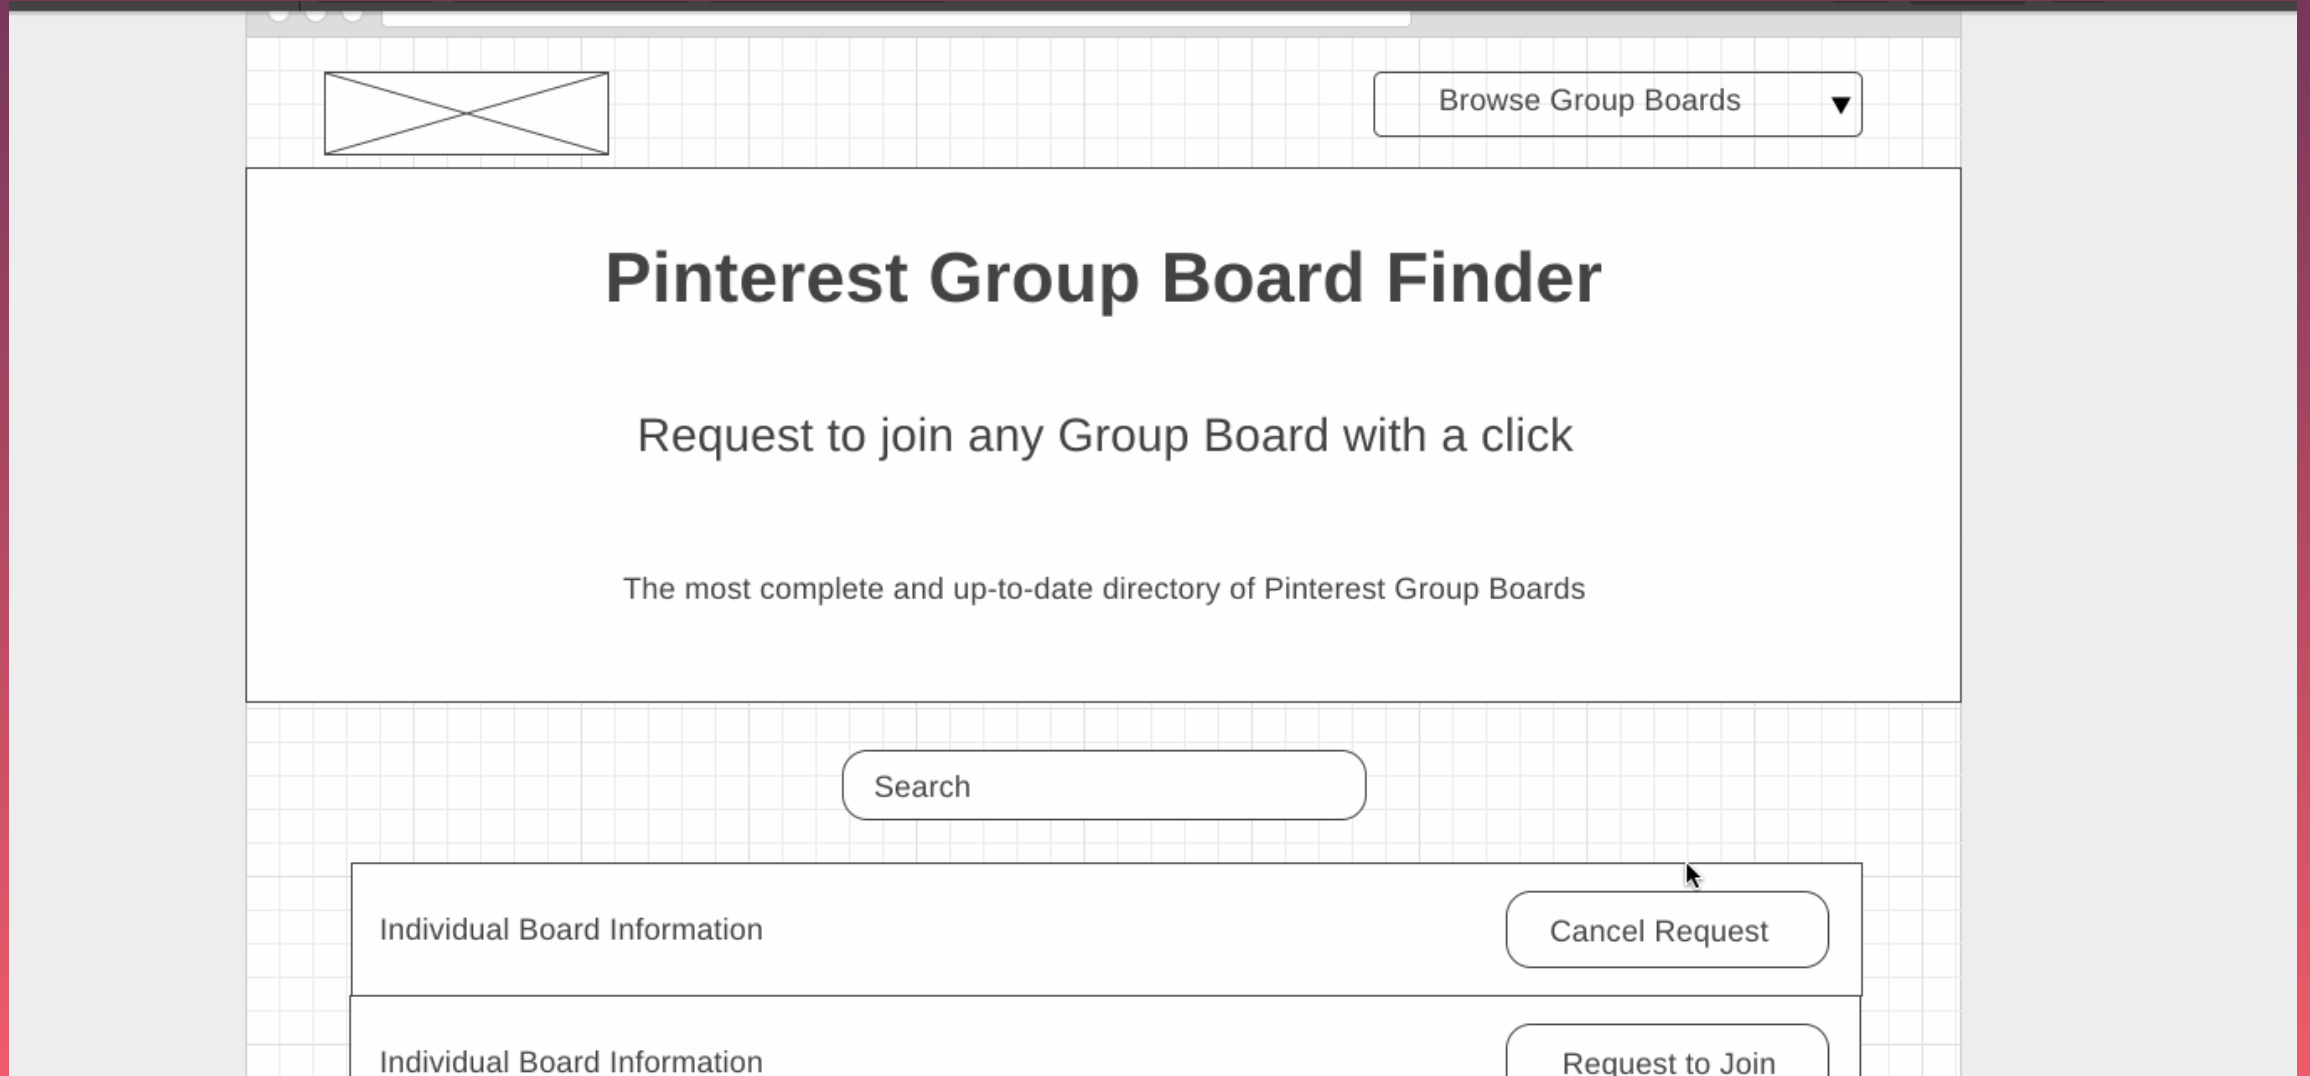 Browse Group Boards
Pinterest Group Board Finder
Request to join any Group Board with a click
The most complete and up-to-date directory of Pinterest Group Boards
Search
Individual Board Information
Cancel Request
Individual Board Information
Request to Join